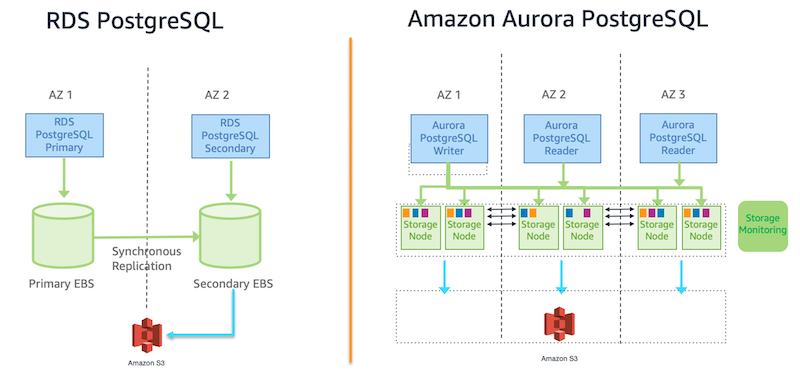 RDS PostgreSQL
AZ 1
AZ 2
RDS
PostgreSQL
Primary
RDS
PostgreSQL
Secondary
Synchronous
Replication
Primary EBS
Secondary EBS
Amazon S3
Amazon Aurora PostgreSQL
AZ 1
AZ 2
AZ 3
Aurora
PostgreSQL
Writer
Aurora
PostgreSQL
Reader
Aurora
PostgreSQL
Reader
Storage
Node
Storage
Node
Storage
Node
Storage
Node
Storage
Node
Storage
Node
Storage
Monitoring
Amazon S3